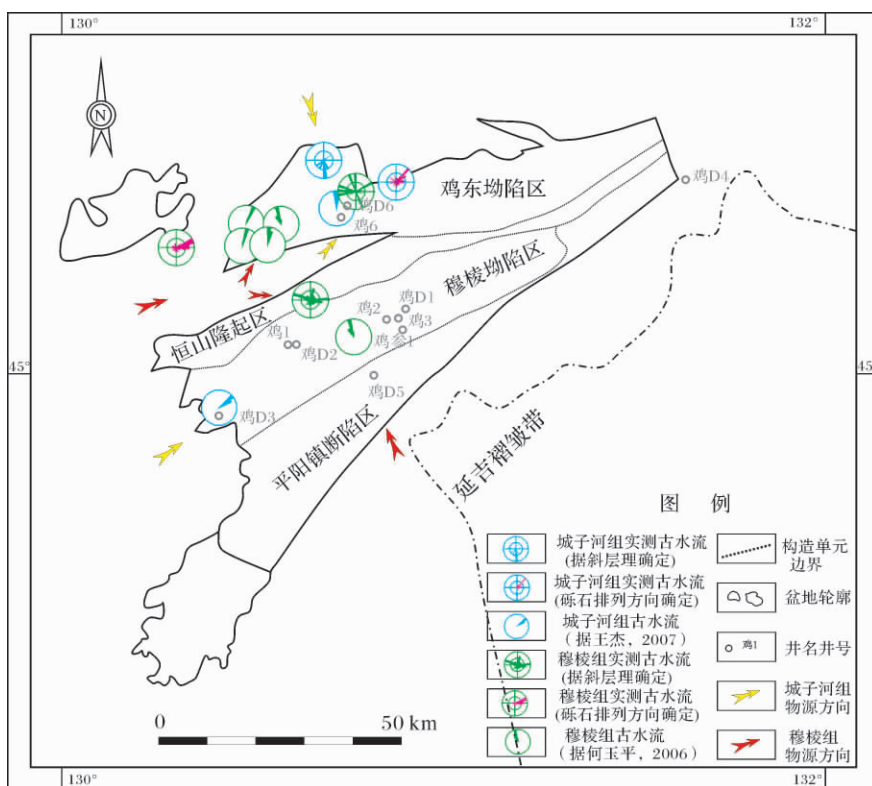 130°
132°
N
鸡东坳陷区
鸡D4
鸡D6
鸡6
穆棱坳陷区
鸡D1
鸡2
鸡3
鸡参1
恒山隆起区
鸡1
鸡D2
45°
45°
鸡D5
鸡D3
平阳镇断陷区
延吉褶皱带
图 例
城子河组实测古水流
(据斜层理确定)
城子河组实测古水流
(砾石排列方向确定)
城子河组古水流
(据王杰，2007)
穆棱组实测古水流
(据斜层理确定)
穆棱组实测古水流
(砾石排列方向确定)
穆棱组古水流
(据何玉平，2006)
构造单元
边界
盆地轮廓
鸡1
井名井号
城子河组
物源方向
穆棱组
物源方向
0
50 km
130°
132°